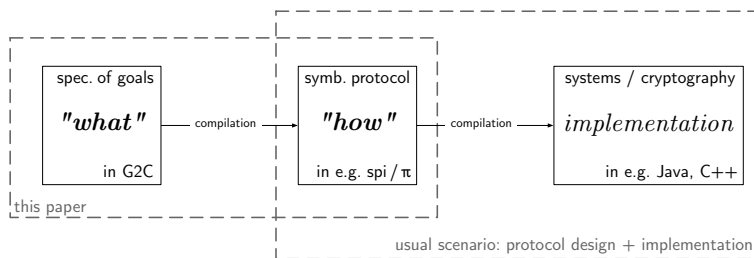 spec. of goals
"what"
in G2C
compilation
symb. protocol
"how"
in e.g. spi / π
compilation
systems / cryptography
implementation
in e.g. Java, C++
this paper
usual scenario: protocol design + implementation